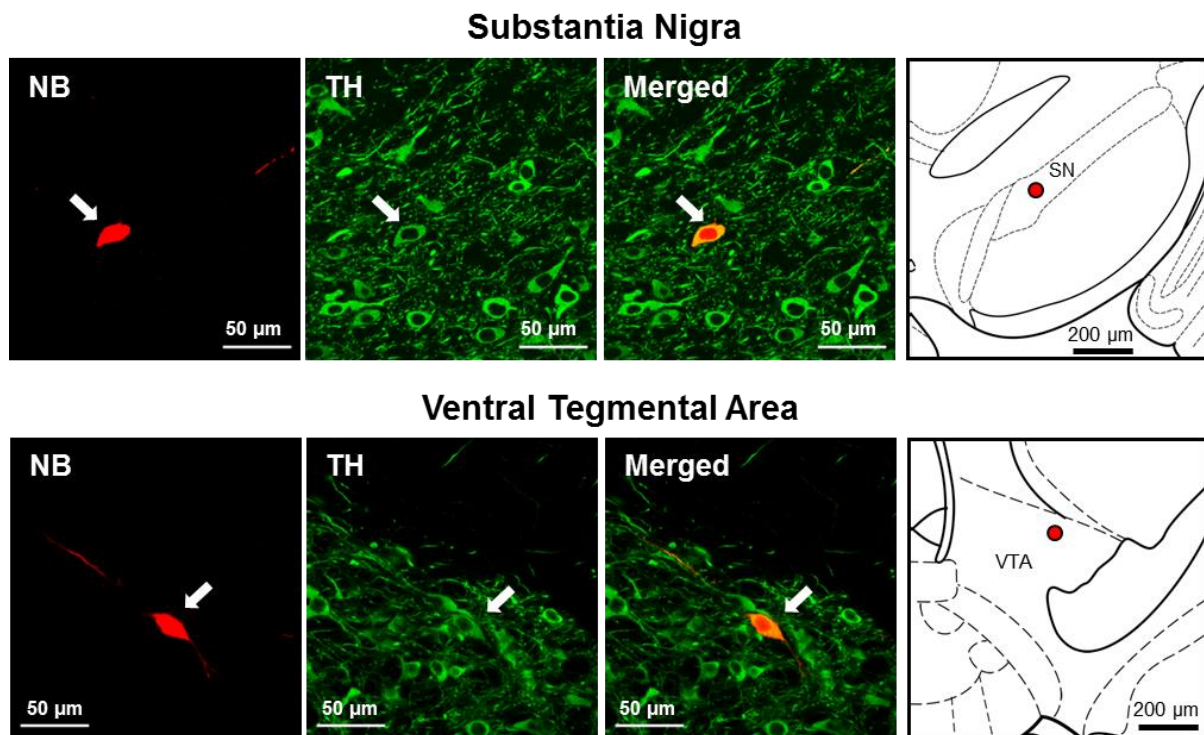 Substantia Nigra
NB
TH
Merged
SN
50 µm
50 µm
50 µm
200 µm
Ventral Tegmental Area
NB
TH
Merged
VTA
50 µm
50 µm
50 µm
200 µm